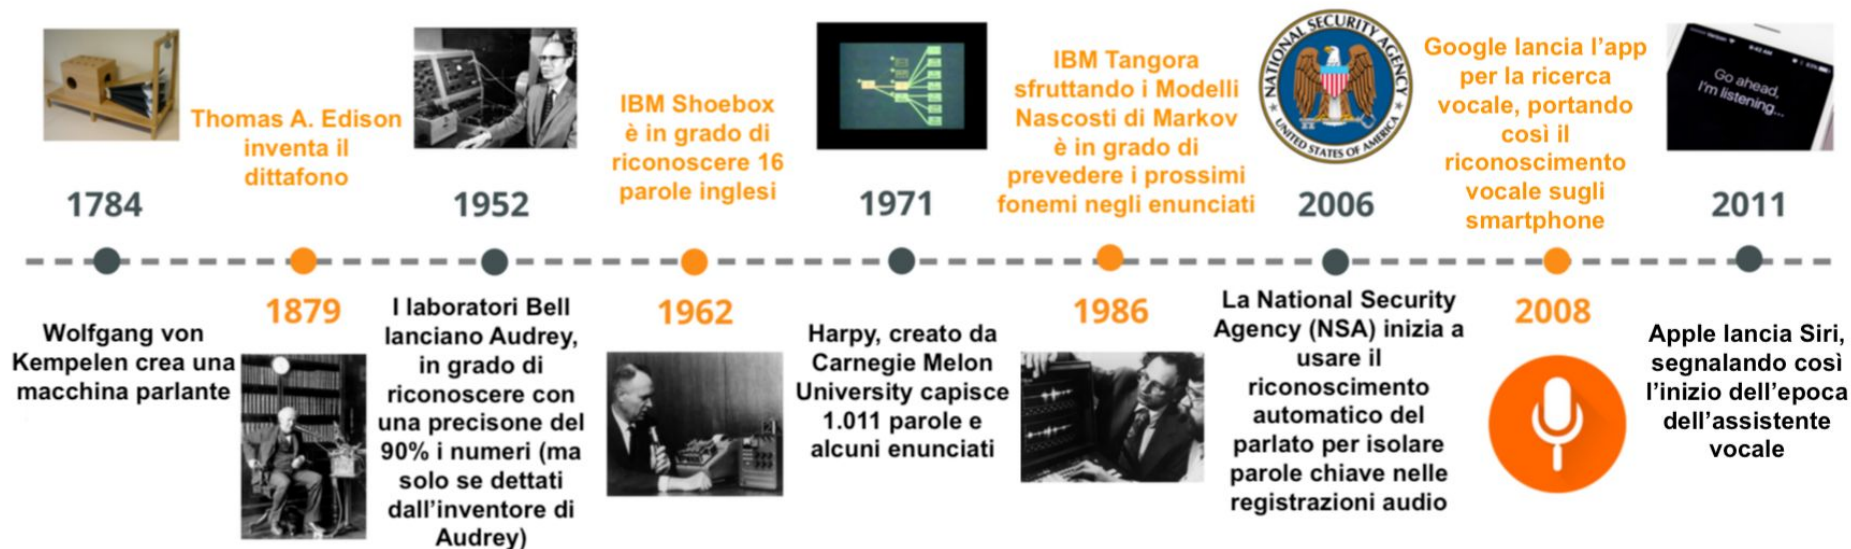 1784
Wolfgang von
Kempelen crea una
macchina parlante
Thomas A. Edison
inventa il
dittafono
1879
1952
I laboratori Bell
lanciano Audrey,
in grado di
riconoscere con
una precisone del
90% i numeri (ma
solo se dettati
dall'inventore di
Audrey)
IBM Shoebox
è in grado di
riconoscere 16
parole inglesi
1962
1971
Harpy, creato da
Carnegie Melon
University capisce
1.011 parole e
alcuni enunciati
IBM Tangora
sfruttando i Modelli
Nascosti di Markov
è in grado di
prevedere i prossimi
fonemi negli enunciati
1986
NATIONAL SECURITY AGENCY
UNITED STATES OF AMERICA
2006
La National Security
Agency (NSA) inizia a
usare il
riconoscimento
automatico del
parlato per isolare
parole chiave nelle
registrazioni audio
Google lancia l'app
per la ricerca
vocale, portando
così il
riconoscimento
vocale sugli
smartphone
2008
Go ahead,
I'm listening...
2011
Apple lancia Siri,
segnalando così
l'inizio dell'epoca
dell'assistente
vocale